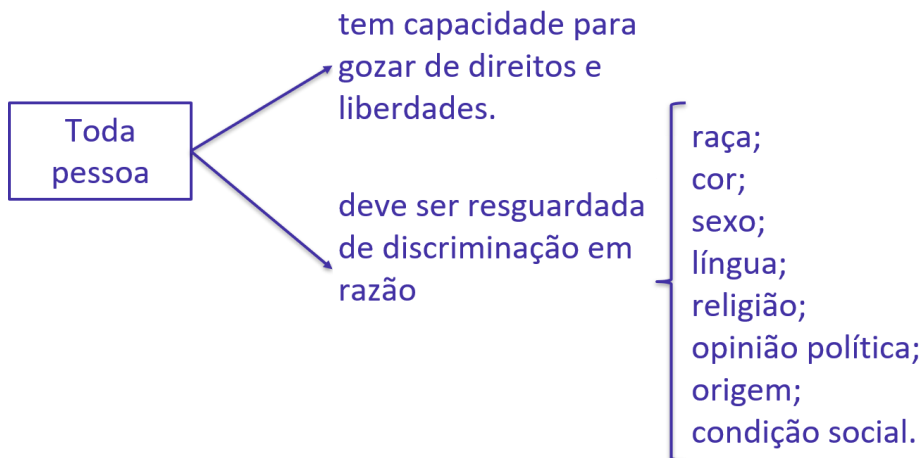 Toda
pessoa
tem capacidade para
gozar de direitos e
liberdades.
deve ser resguardada
de discriminação em
razão
raça;
cor;
sexo;
língua;
religião;
opinião política;
origem;
condição social.